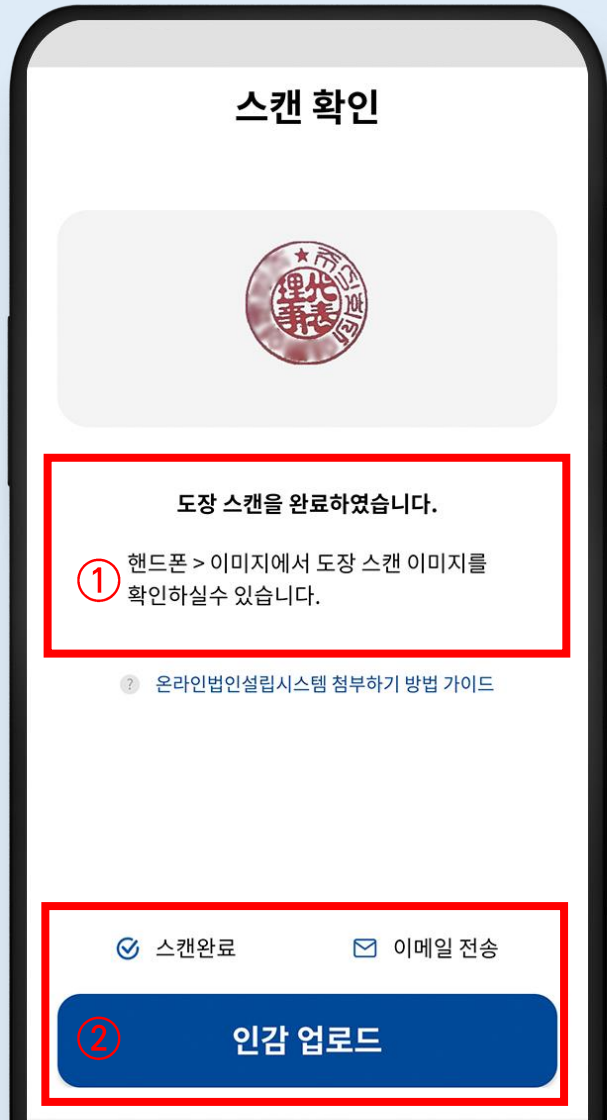 스캔 확인
★
代表
理事
도장 스캔을 완료하였습니다.
①
핸드폰 > 이미지에서 도장 스캔 이미지를
확인하실수 있습니다.
? 온라인법인설립시스템 첨부하기 방법 가이드
스캔완료 이메일 전송
② 인감 업로드